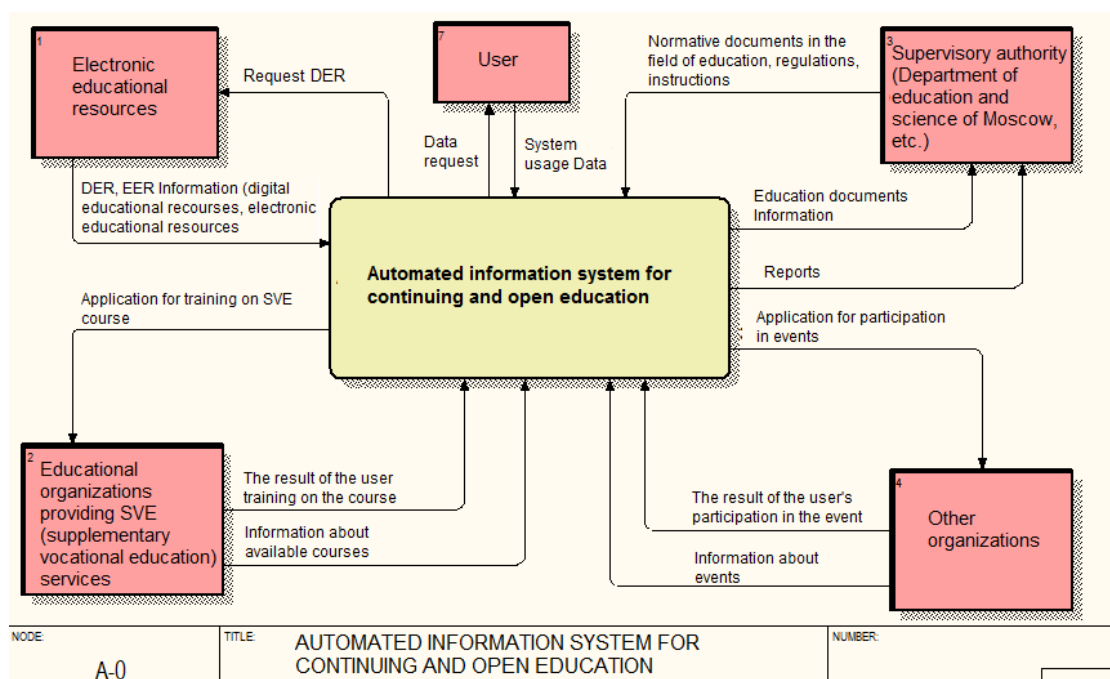 1
Electronic
educational
resources
Request DER
7
User
Data
request
System
usage Data
Normative documents in the
field of education, regulations,
instructions
3
Supervisory authority
(Department of
education and
science of Moscow,
etc.)
DER, EER Information (digital
educational recourses, electronic
educational resources
Education documents
Information
Automated information system for
continuing and open education
Reports
Application for training on SVE
course
Application for participation
in events
2
Educational
organizations
providing SVE
(supplementary
vocational education)
services
The result of the user
training on the course
Information about
available courses
The result of the user's
participation in the event
Information about
events
4
Other
organizations
NODE:
A-0
TITLE:
AUTOMATED INFORMATION SYSTEM FOR
CONTINUING AND OPEN EDUCATION
NUMBER: